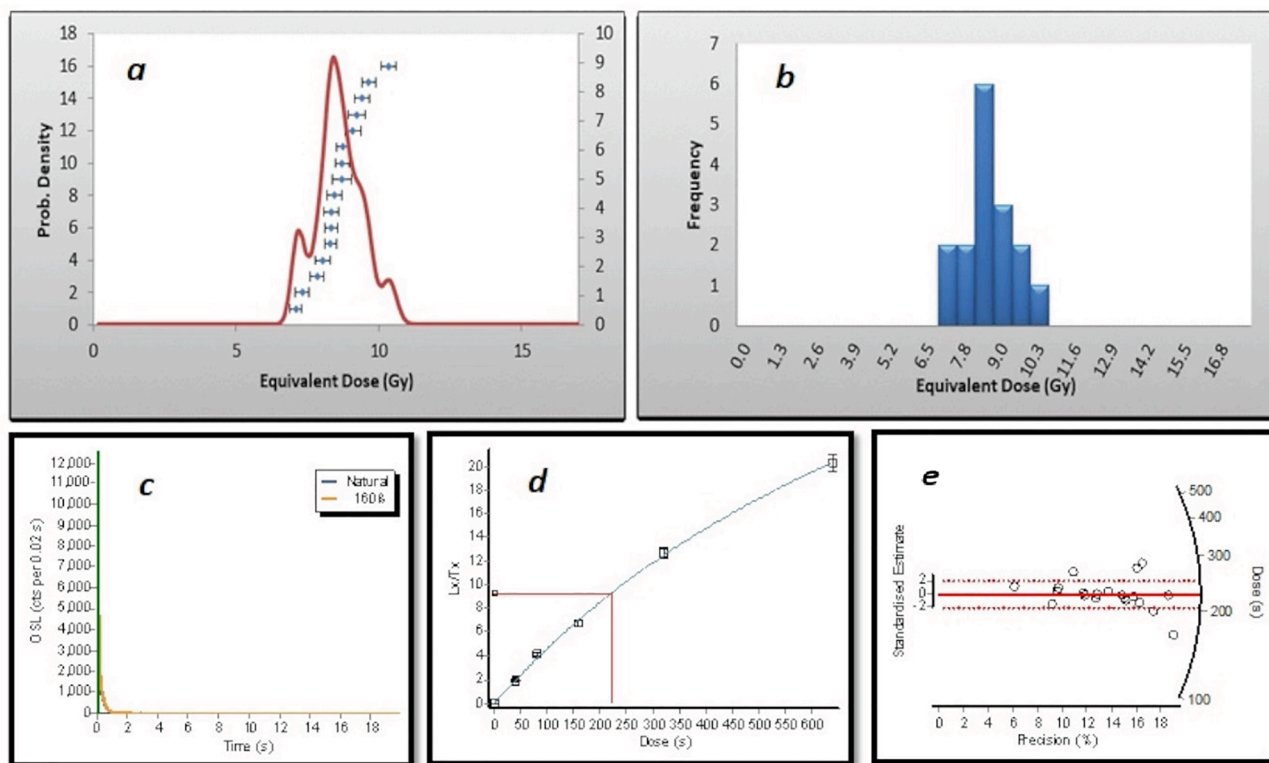 a
Prob. Density
18
16
14
12
10
8
6
4
2
0
10
9
8
7
6
5
4
3
2
1
0
0 5 10 15
Equivalent Dose (Gy)
b
Frequency
7
6
5
4
3
2
1
0
0.0 1.3 2.6 3.9 5.2 6.5 7.8 9.0 10.3 11.6 12.9 14.2 15.5 16.8
Equivalent Dose (Gy)
c
OSL (cts per 0.02 s)
12,000
11,000
10,000
9,000
8,000
7,000
6,000
5,000
4,000
3,000
2,000
1,000
0
Natural
160s
0 2 4 6 8 10 12 14 16 18
Time (s)
d
Lx/Tx
20
18
16
14
12
10
8
6
4
2
0
0 50 100 150 200 250 300 350 400 450 500 550 600
Dose (s)
e
Standardised Estimate
2
0
-2
500
400
300
200
100
Dose (s)
0 2 4 6 8 10 12 14 16 18
Precision (%)